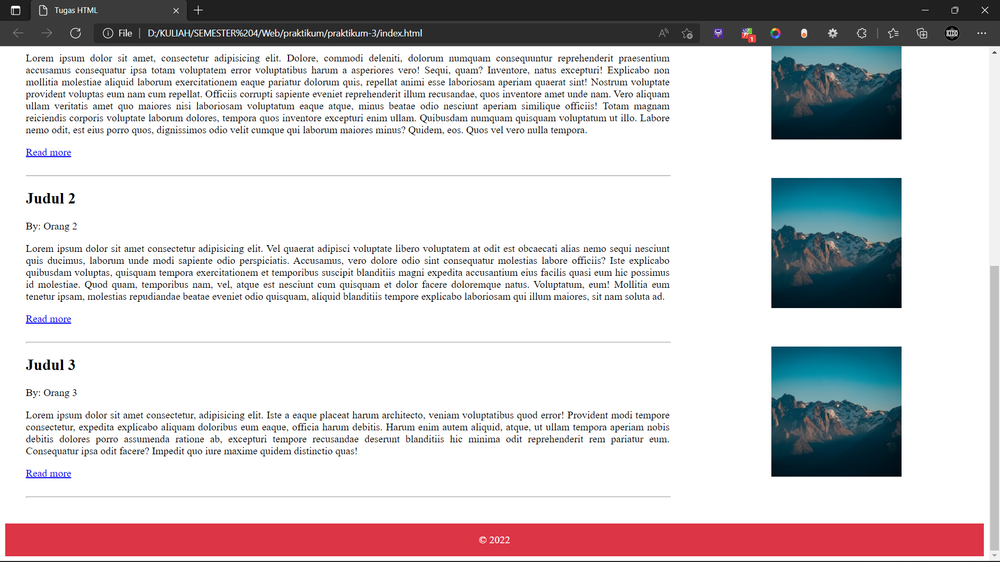 Tugas HTML
File
D:/KULIAH/SEMESTER%204/Web/praktikum/praktikum-3/index.html
1
KIDD
Lorem ipsum dolor sit amet, consectetur adipisicing elit. Dolore, commodi deleniti, dolorum numquam consequuntur reprehenderit praesentium
accusamus consequatur ipsa totam voluptatem error voluptatibus harum a asperiores vero! Sequi, quam? Inventore, natus excepturi! Explicabo non
mollitia molestiae aliquid laborum exercitationem eaque pariatur dolorum quis, repellat animi esse laboriosam aperiam quaerat sint! Nostrum voluptate
provident voluptas eum nam cum repellat. Officiis corrupti sapiente eveniet reprehenderit illum recusandae, quos inventore amet unde nam. Vero aliquam
ullam veritatis amet quo maiores nisi laboriosam voluptatum eaque atque, minus beatae odio nesciunt aperiam similique officiis! Totam magnam
reiciendis corporis voluptate laborum dolores, tempora quos inventore excepturi enim ullam. Quibusdam numquam quisquam voluptatum ut illo. Labore
nemo odit, est eius porro quos, dignissimos odio velit cumque qui laborum maiores minus? Quidem, eos. Quos vel vero nulla tempora.
Read more
Judul 2
By: Orang 2
Lorem ipsum dolor sit amet consectetur adipisicing elit. Vel quaerat adipisci voluptate libero voluptatem at odit est obcaecati alias nemo sequi nesciunt
quis ducimus, laborum unde modi sapiente odio perspiciatis. Accusamus, vero dolore odio sint consequatur molestias labore officiis? Iste explicabo
quibusdam voluptas, quisquam tempora exercitationem et temporibus suscipit blanditiis magni expedita accusantium eius facilis quasi eum hic possimus
id molestiae. Quod quam, temporibus nam, vel, atque est nesciunt cum quisquam et dolor facere doloremque natus. Voluptatum, eum! Mollitia eum
tenetur ipsam, molestias repudiandae beatae eveniet odio quisquam, aliquid blanditiis tempore explicabo laboriosam qui illum maiores, sit nam soluta ad.
Read more
Judul 3
By: Orang 3
Lorem ipsum dolor sit amet consectetur, adipisicing elit. Iste a eaque placeat harum architecto, veniam voluptatibus quod error! Provident modi tempore
consectetur, expedita explicabo aliquam doloribus eum eaque, officia harum debitis. Harum enim autem aliquid, atque, ut ullam tempora aperiam nobis
debitis dolores porro assumenda ratione ab, excepturi tempore recusandae deserunt blanditiis hic minima odit reprehenderit rem pariatur eum.
Consequatur ipsa odit facere? Impedit quo iure maxime quidem distinctio quas!
Read more
© 2022